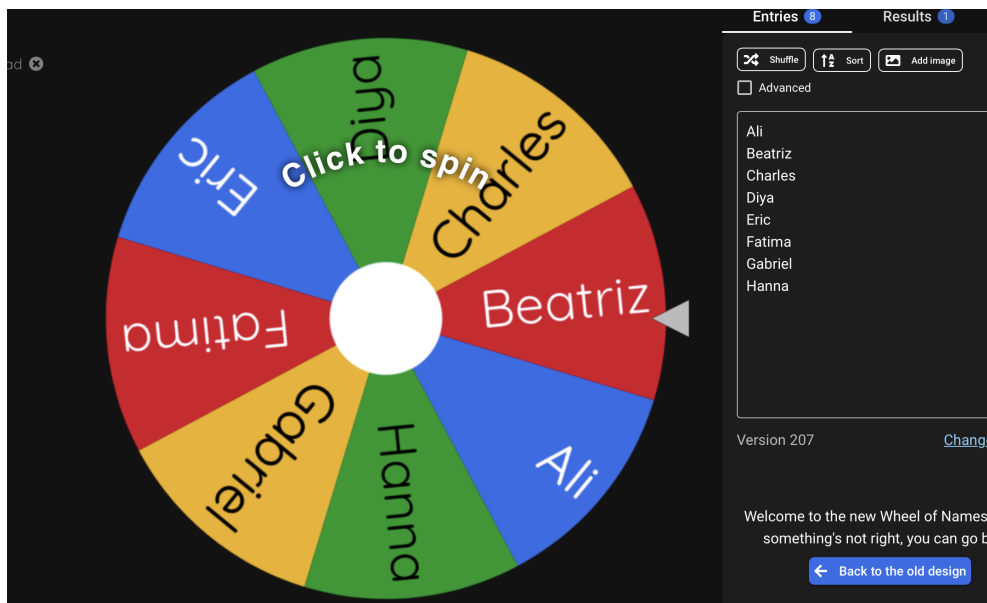 ad
Entries 8
Results 1
Shuffle
Sort
Add image
Advanced
Diya
Charles
Eric
Click to spin
Beatriz
Fatima
Gabriel
Hanna
Ali
Ali
Beatriz
Charles
Diya
Eric
Fatima
Gabriel
Hanna
Version 207
Change
Welcome to the new Wheel of Names
something's not right, you can go b
Back to the old design